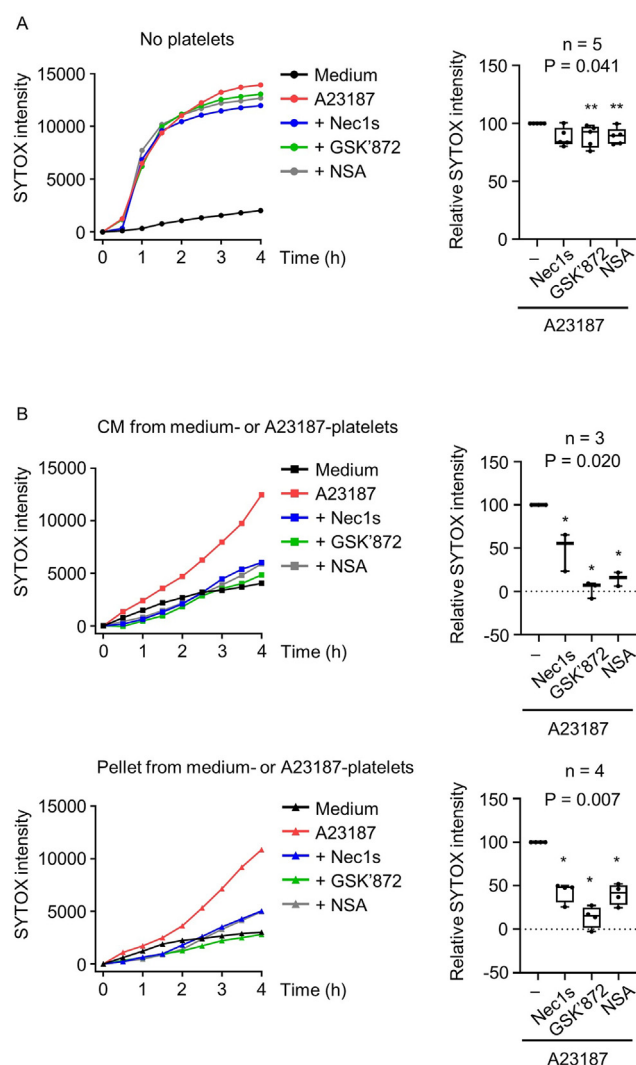 A
No platelets
SYTOX intensity
15000
10000
5000
0
0 1 2 3 4 Time (h)
Medium
A23187
+ Nec1s
+ GSK'872
+ NSA
n = 5
P = 0.041
Relative SYTOX intensity
150
100
50
0
** **
– Nec1s GSK'872 NSA
A23187
B
CM from medium- or A23187-platelets
SYTOX intensity
15000
10000
5000
0
0 1 2 3 4 Time (h)
Medium
A23187
+ Nec1s
+ GSK'872
+ NSA
n = 3
P = 0.020
Relative SYTOX intensity
150
100
50
0
-50
* * *
– Nec1s GSK'872 NSA
A23187
Pellet from medium- or A23187-platelets
SYTOX intensity
15000
10000
5000
0
0 1 2 3 4 Time (h)
Medium
A23187
+ Nec1s
+ GSK'872
+ NSA
n = 4
P = 0.007
Relative SYTOX intensity
150
100
50
0
-50
* * *
– Nec1s GSK'872 NSA
A23187